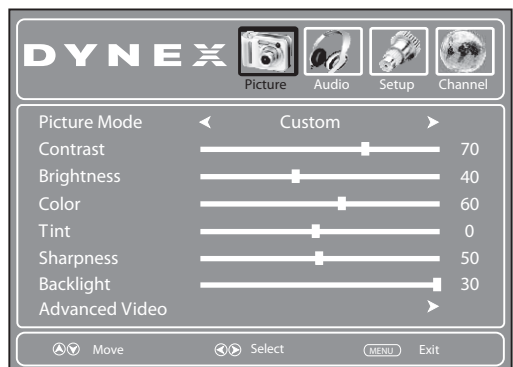 DYNEX
Picture Audio Setup Channel
Picture Mode Custom
Contrast 70
Brightness 40
Color 60
Tint 0
Sharpness 50
Backlight 30
Advanced Video
Move Select MENU Exit